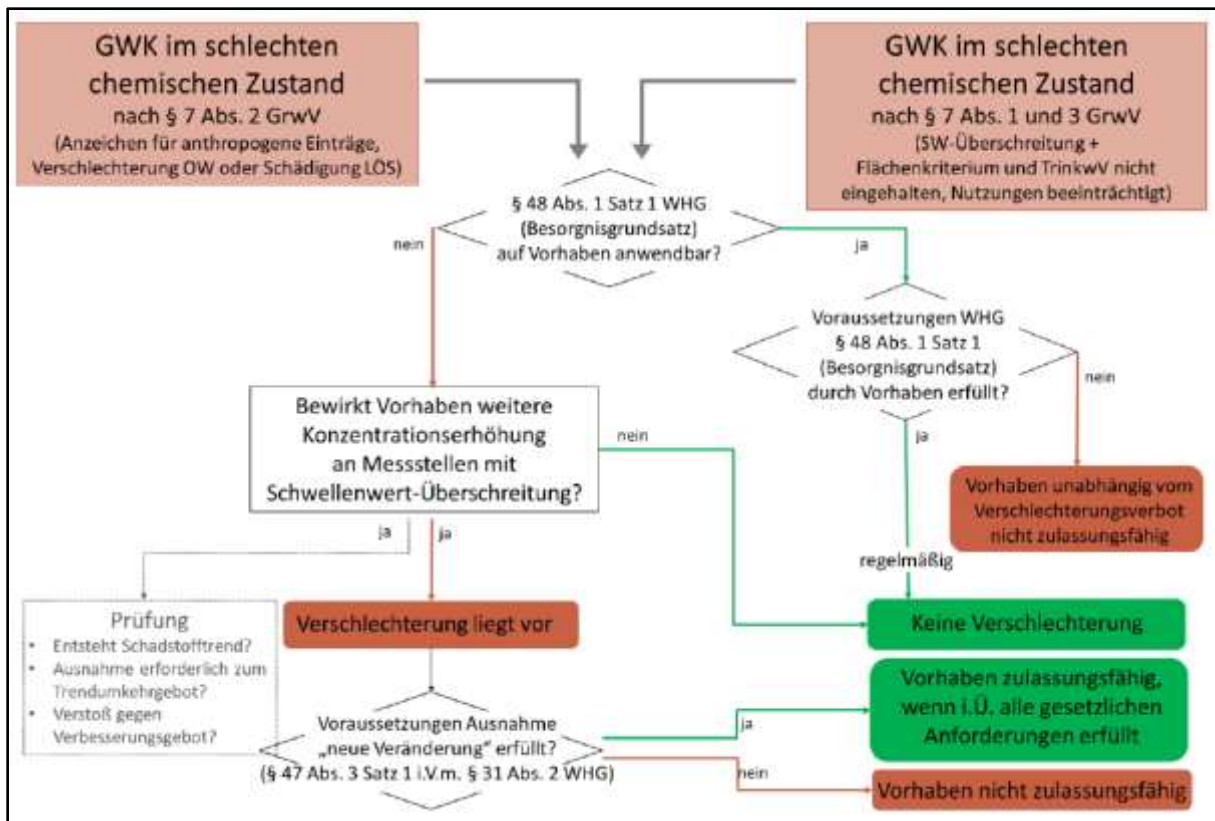 GWK im schlechten
chemischen Zustand
nach § 7 Abs. 2 GrwV
(Anzeichen für anthropogene Einträge,
Verschlechterung OW oder Schädigung LÖS)
GWK im schlechten
chemischen Zustand
nach § 7 Abs. 1 und 3 GrwV
(SW-Überschreitung +
Flächenkriterium und TrinkwV nicht
eingehalten, Nutzungen beeinträchtigt)
§ 48 Abs. 1 Satz 1 WHG
(Besorgnisgrundsatz)
auf Vorhaben anwendbar?
nein
ja
Voraussetzungen WHG
§ 48 Abs. 1 Satz 1
(Besorgnisgrundsatz)
durch Vorhaben erfüllt?
nein
ja
Bewirkt Vorhaben weitere
Konzentrationserhöhung
an Messstellen mit
Schwellenwert-Überschreitung?
nein
ja
ja
Vorhaben unabhängig vom
Verschlechterungsverbot
nicht zulassungsfähig
regelmäßig
Prüfung
• Entsteht Schadstofftrend?
• Ausnahme erforderlich zum
Trendumkehrgebot?
• Verstoß gegen
Verbesserungsgebot?
Verschlechterung liegt vor
Keine Verschlechterung
Voraussetzungen Ausnahme
„neue Veränderung“ erfüllt?
(§ 47 Abs. 3 Satz 1 i.V.m. § 31 Abs. 2 WHG)
ja
nein
Vorhaben zulassungsfähig,
wenn i.Ü. alle gesetzlichen
Anforderungen erfüllt
Vorhaben nicht zulassungsfähig